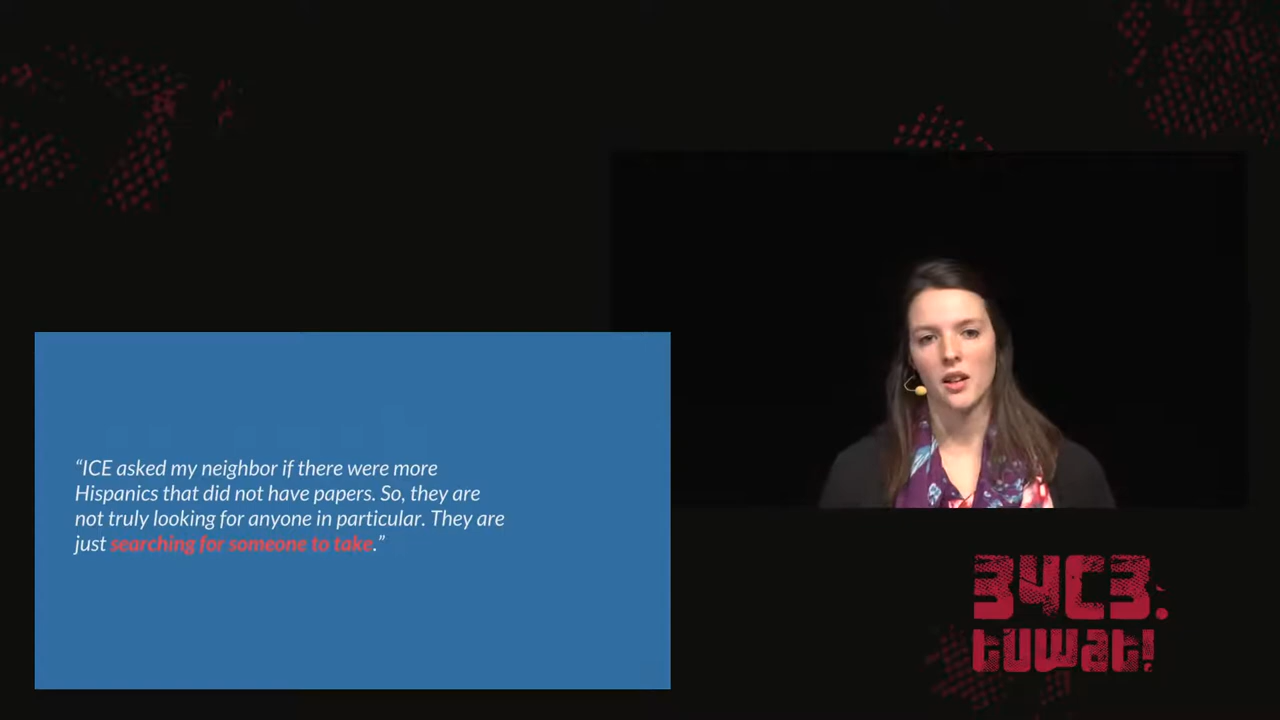 “ICE asked my neighbor if there were more
Hispanics that did not have papers. So, they are
not truly looking for anyone in particular. They are
just searching for someone to take.”
34C3.
tuwat!